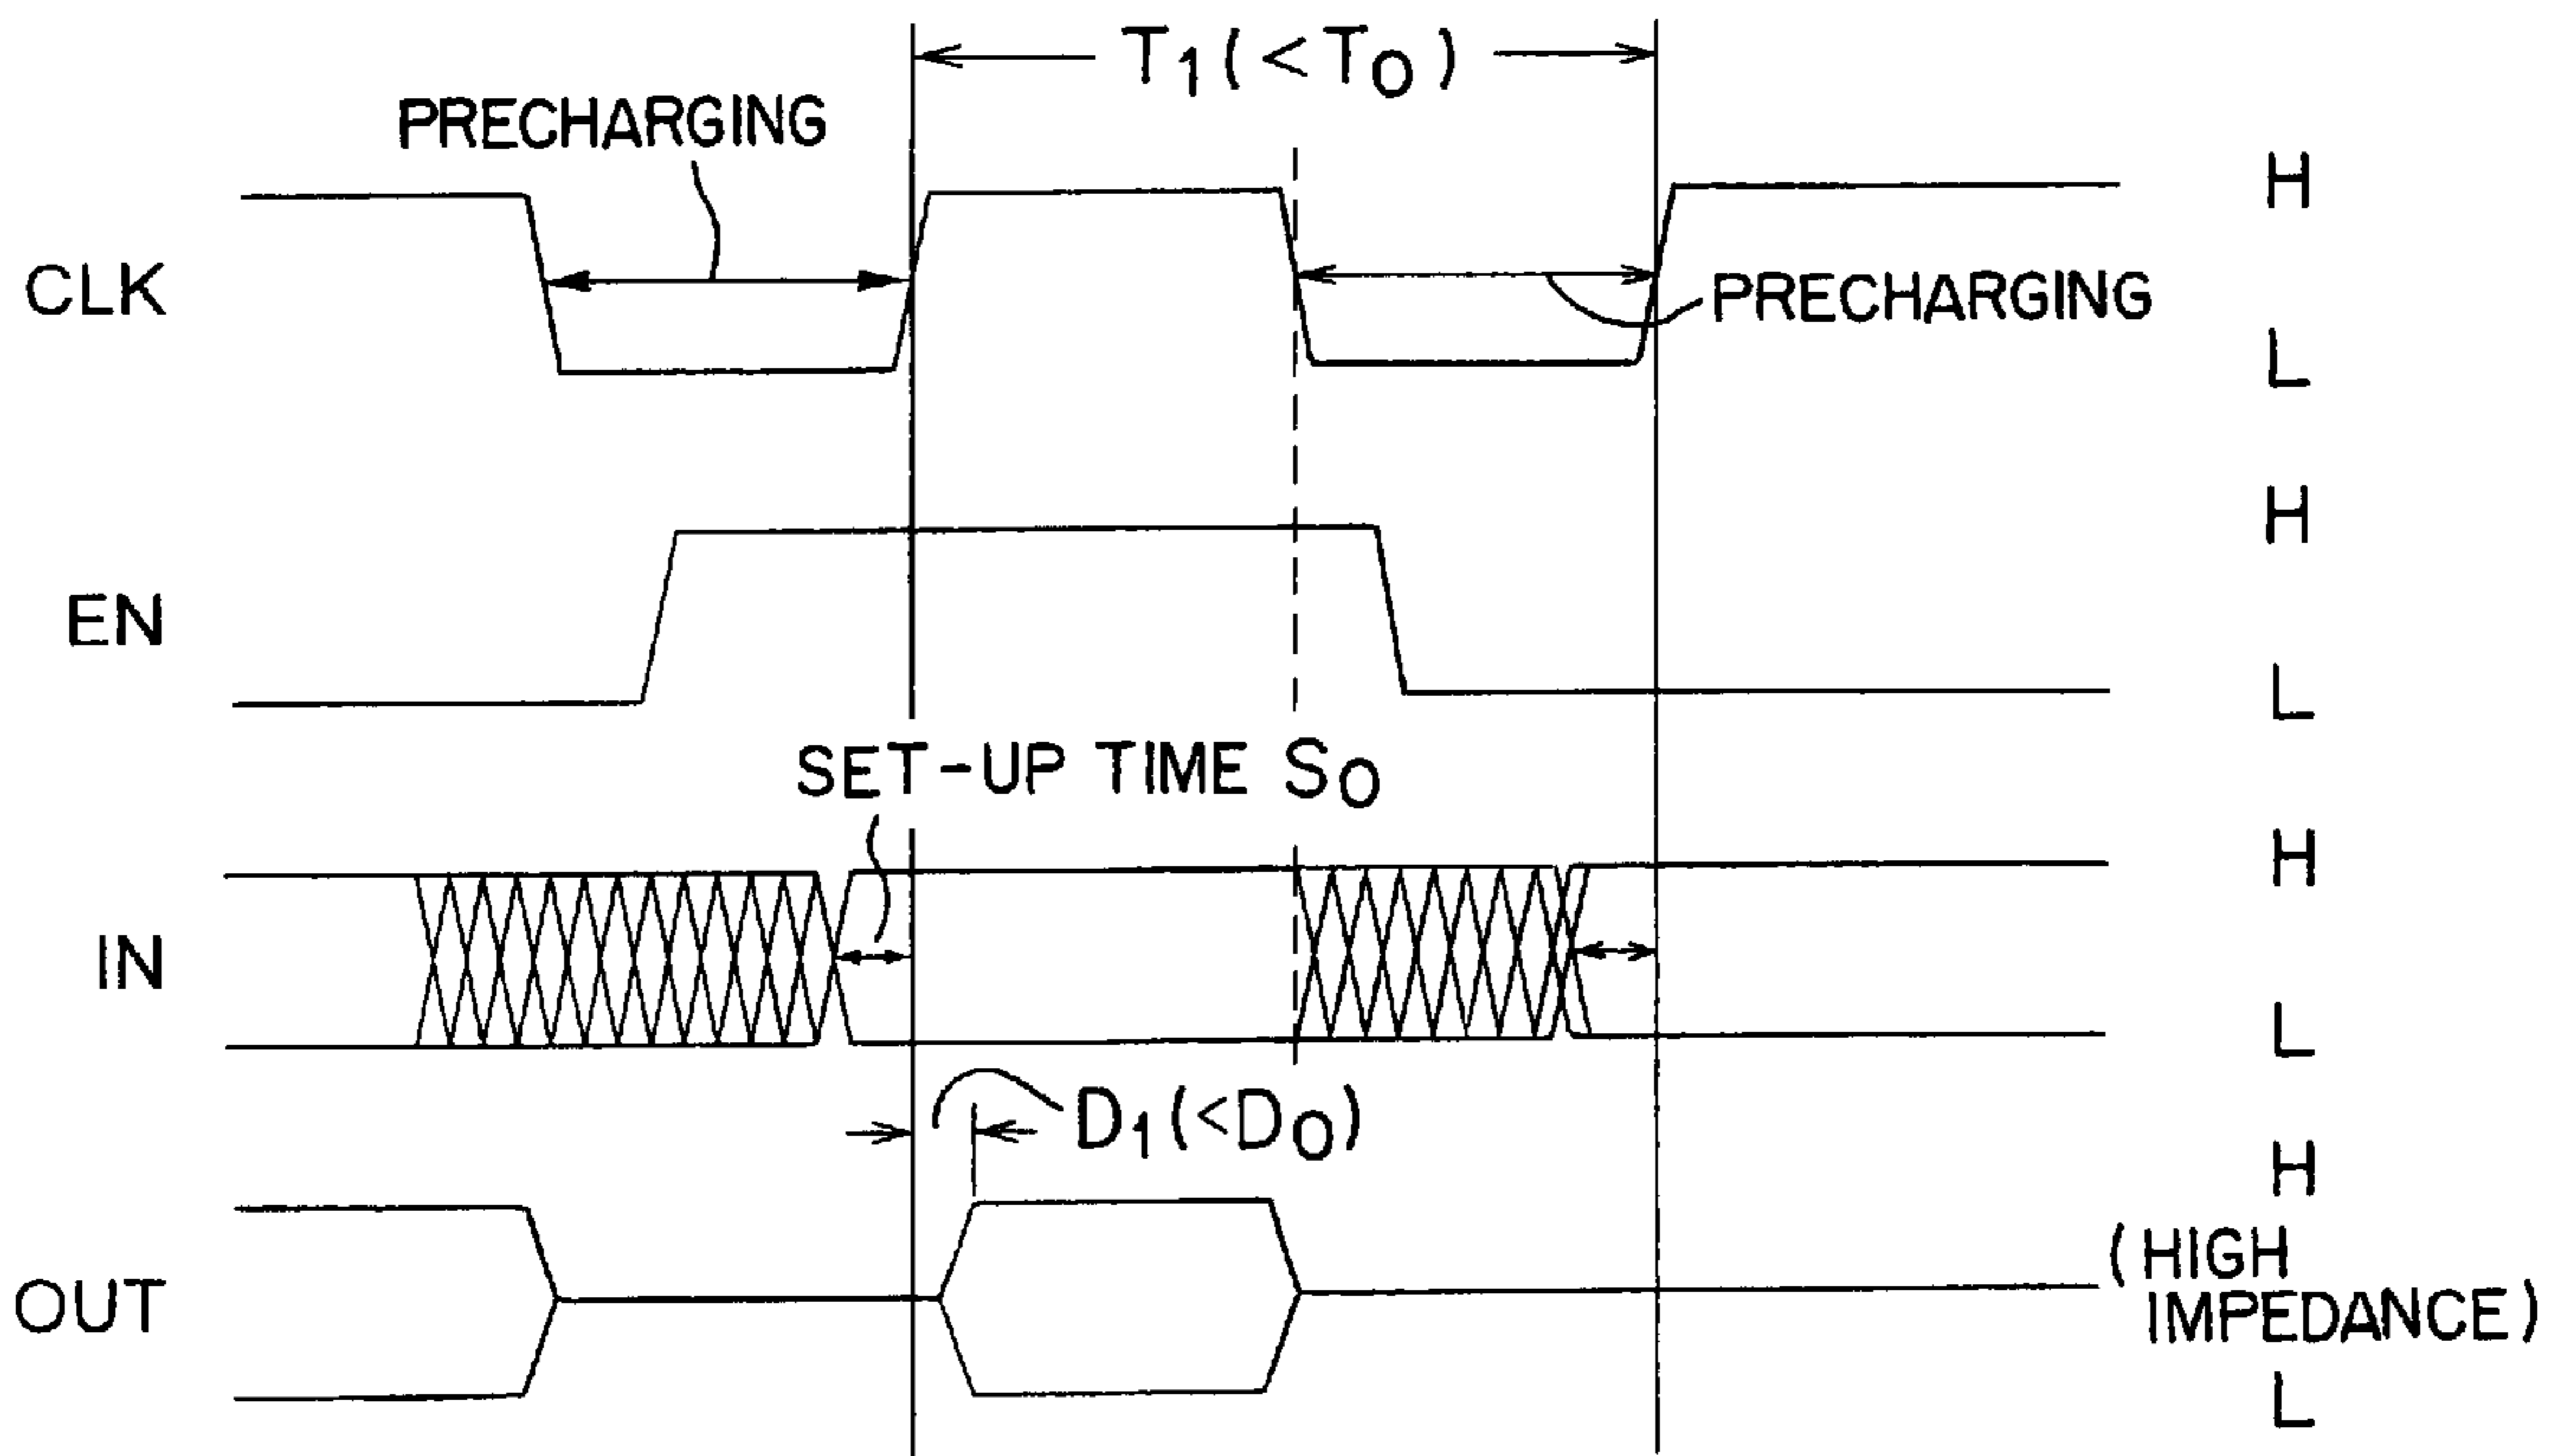 T1(<T0)
PRECHARGING
H
CLK
PRECHARGING
L
H
EN
L
SET-UP TIME S0
H
IN
L
D1(<D0)
H
OUT
(HIGH
IMPEDANCE)
L